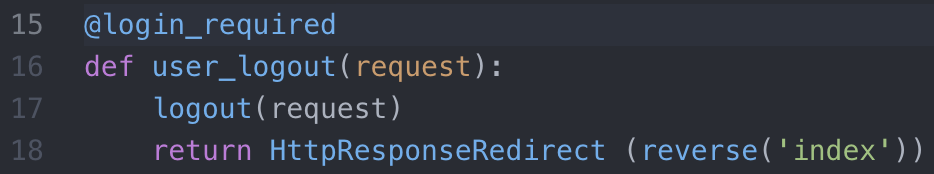 15 @login_required
16 def user_logout(request):
17     logout(request)
18     return HttpResponseRedirect (reverse('index'))